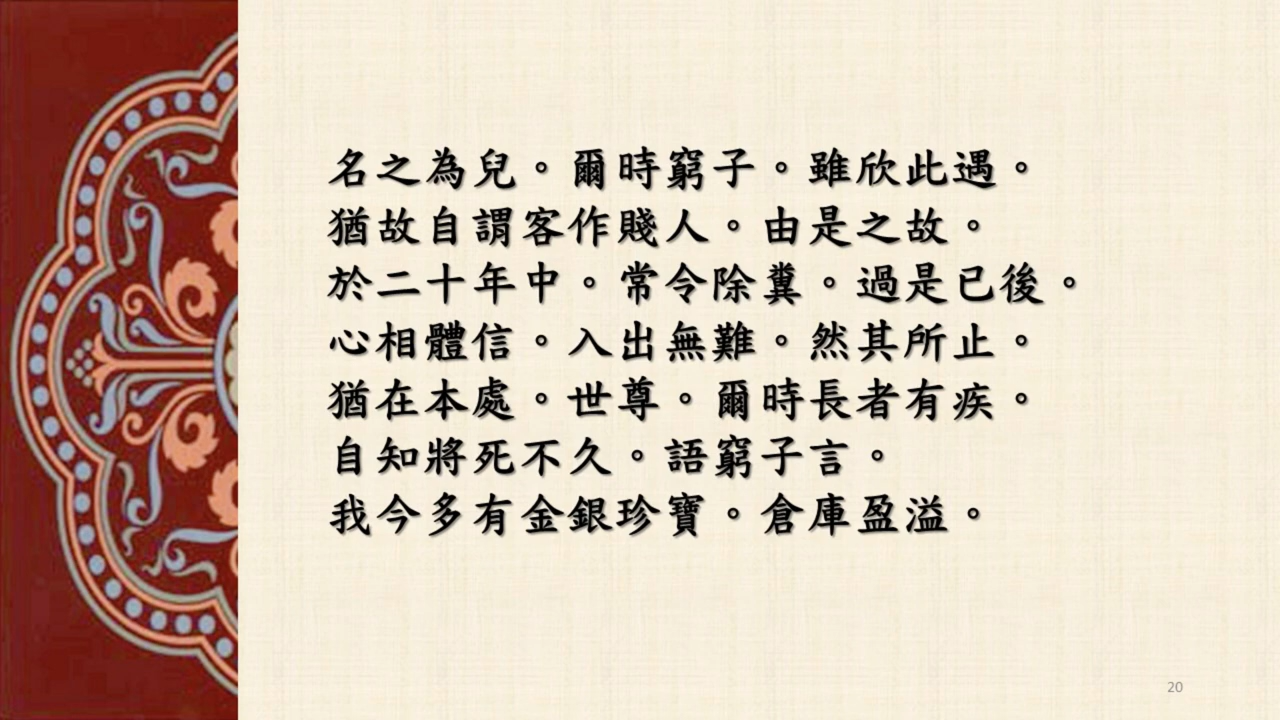 名之為兒。爾時窮子。雖欣此遇。
猶故自謂客作賤人。由是之故。
於二十年中。常令除糞。過是已後。
心相體信。入出無難。然其所止。
猶在本處。世尊。爾時長者有疾。
自知將死不久。語窮子言。
我今多有金銀珍寶。倉庫盈溢。
20